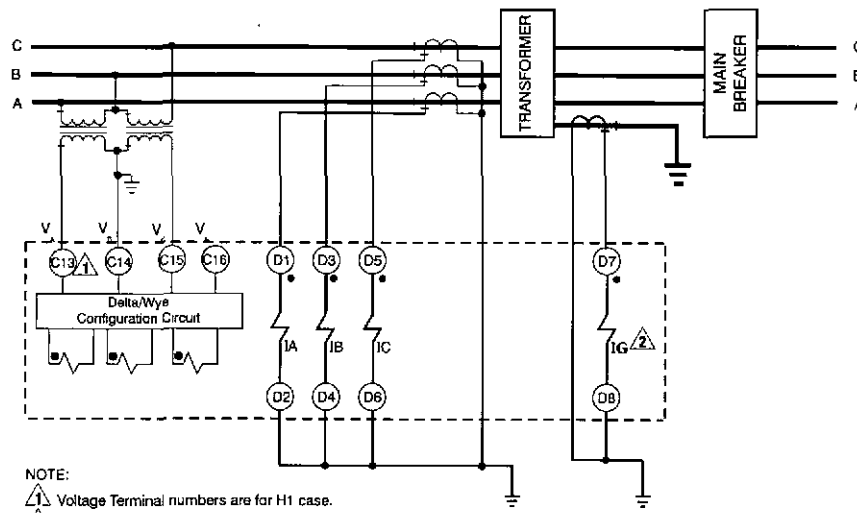 C
B
A
TRANSFORMER
MAIN
BREAKER
C
B
A
V
V
V
V
C13
1
C14
C15
C16
Delta/Wye
Configuration Circuit
D1
D3
D5
D7
IA
IB
IC
IG
2
D2
D4
D6
D8
NOTE:
1 Voltage Terminal numbers are for H1 case.